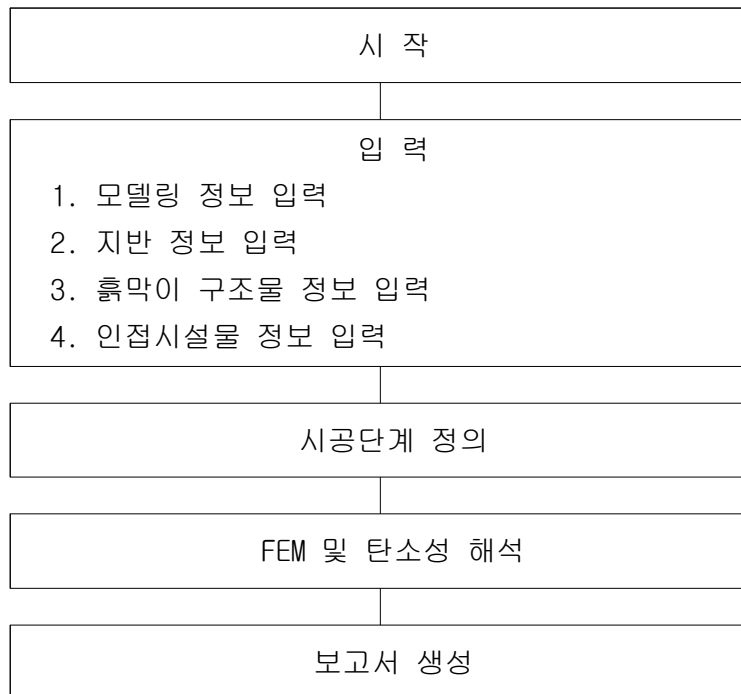 시 작
입 력
1. 모델링 정보 입력
2. 지반 정보 입력
3. 흙막이 구조물 정보 입력
4. 인접시설물 정보 입력
시공단계 정의
FEM 및 탄소성 해석
보고서 생성